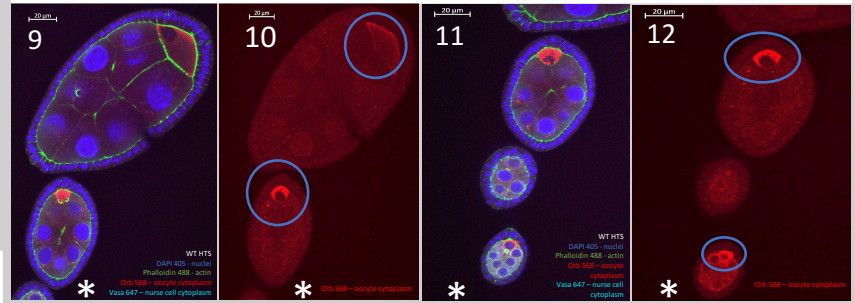 20 µm
9
WT HTS
DAPI 405 - nuclei
Phalloidin 488 - actin
Orb 568 – oocyte cytoplasm
Vasa 647 – nurse cell cytoplasm
*
20 µm
10
Orb 568 – oocyte cytoplasm
*
20 µm
11
WT HTS
DAPI 405 - nuclei
Phalloidin 488 - actin
Orb 568 – oocyte
cytoplasm
Vasa 647 – nurse cell
cytoplasm
*
20 µm
12
Orb 568 – oocyte cytoplasm
*